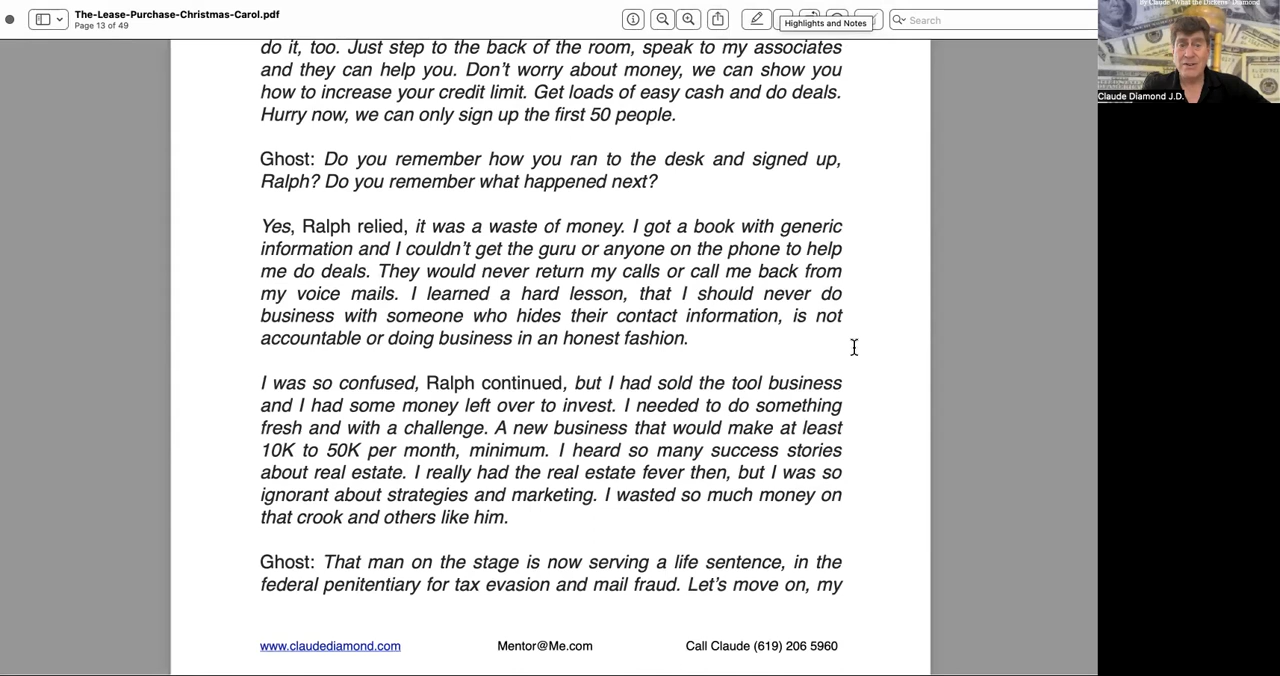 The-Lease-Purchase-Christmas-Carol.pdf
Page 13 of 49
Highlights and Notes
Search
By Claude "What the Dickens" Diamond
Claude Diamond J.D.
do it, too. Just step to the back of the room, speak to my associates
and they can help you. Don't worry about money, we can show you
how to increase your credit limit. Get loads of easy cash and do deals.
Hurry now, we can only sign up the first 50 people.
Ghost: Do you remember how you ran to the desk and signed up,
Ralph? Do you remember what happened next?
Yes, Ralph relied, it was a waste of money. I got a book with generic
information and I couldn't get the guru or anyone on the phone to help
me do deals. They would never return my calls or call me back from
my voice mails. I learned a hard lesson, that I should never do
business with someone who hides their contact information, is not
accountable or doing business in an honest fashion.
I was so confused, Ralph continued, but I had sold the tool business
and I had some money left over to invest. I needed to do something
fresh and with a challenge. A new business that would make at least
10K to 50K per month, minimum. I heard so many success stories
about real estate. I really had the real estate fever then, but I was so
ignorant about strategies and marketing. I wasted so much money on
that crook and others like him.
Ghost: That man on the stage is now serving a life sentence, in the
federal penitentiary for tax evasion and mail fraud. Let's move on, my
www.claudediamond.com Mentor@Me.com Call Claude (619) 206 5960